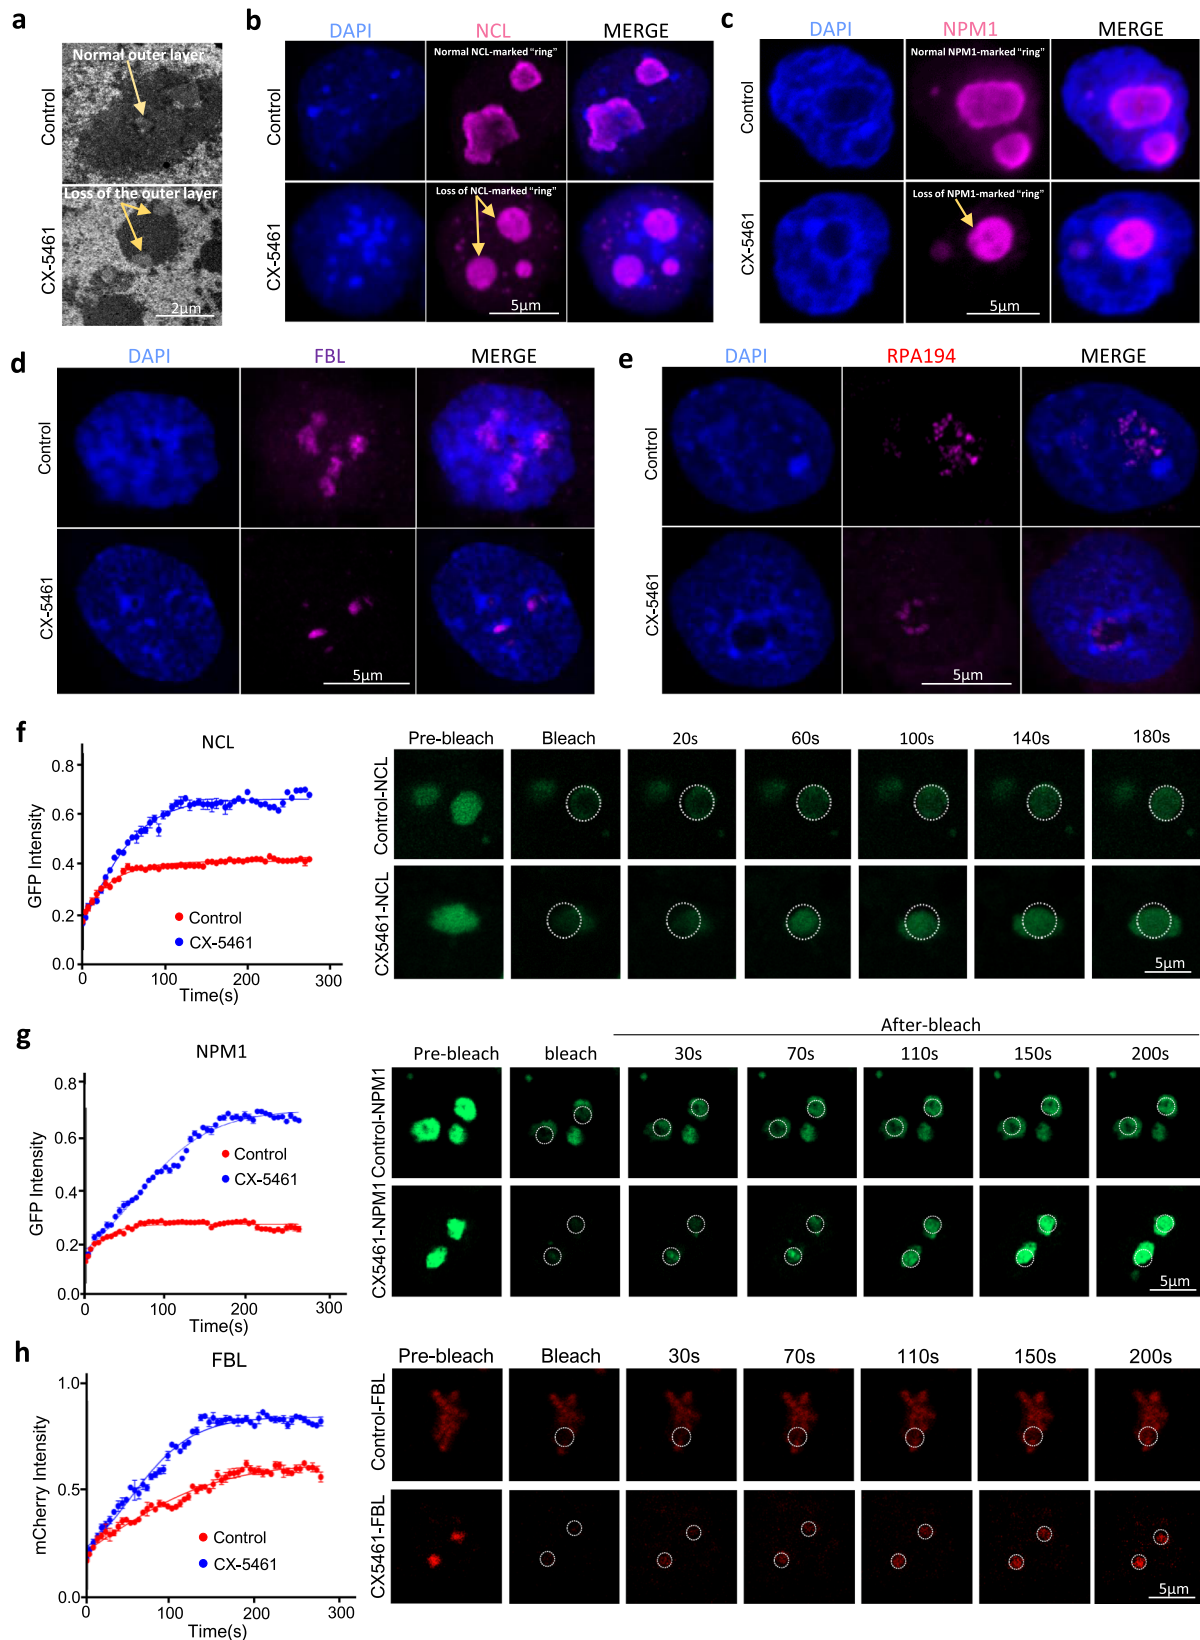 a
Normal outer layer
Control
Loss of the outer layer
CX-5461
2μm
b
DAPI
NCL
MERGE
Normal NCL-marked “ring”
Control
Loss of NCL-marked “ring”
CX-5461
5μm
c
DAPI
NPM1
MERGE
Normal NPM1-marked “ring”
Control
Loss of NPM1-marked “ring”
CX-5461
5μm
d
DAPI
FBL
MERGE
Control
CX-5461
5μm
e
DAPI
RPA194
MERGE
Control
CX-5461
5μm
f
NCL
GFP Intensity
0.8
0.6
0.4
0.2
0.0
Control
CX-5461
0
100
200
300
Time(s)
Pre-bleach
Bleach
20s
60s
100s
140s
180s
Control-NCL
CX5461-NCL
5μm
g
NPM1
GFP Intensity
0.8
0.6
0.4
0.2
0.0
Control
CX-5461
0
100
200
300
Time(s)
After-bleach
Pre-bleach
bleach
30s
70s
110s
150s
200s
Control-NPM1
CX5461-NPM1
5μm
h
FBL
mCherry Intensity
1.0
0.5
0.0
Control
CX-5461
0
100
200
300
Time(s)
Pre-bleach
Bleach
30s
70s
110s
150s
200s
Control-FBL
CX5461-FBL
5μm